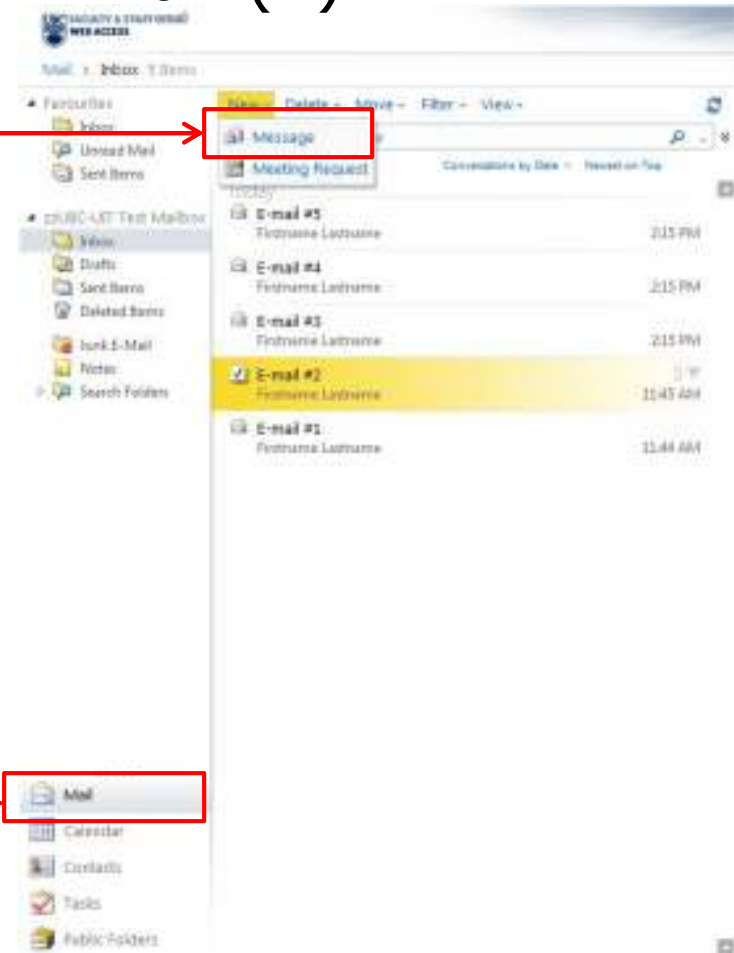 FACULTY & STAFF EMAIL
WEB ACCESS
Mail > Inbox 5 Items
Favourites
Inbox
Unread Mail
Sent Items
Test Mailbox
Inbox
Drafts
Sent Items
Deleted Items
Junk E-Mail
Notes
Search Folders
New Delete Move Filter View
Message
Meeting Request
Conversations by Date Newest on Top
Today
E-mail #5
Firstname Lastname 2:15 PM
E-mail #4
Firstname Lastname 2:15 PM
E-mail #3
Firstname Lastname 2:15 PM
E-mail #2
Firstname Lastname 11:45 AM
E-mail #1
Firstname Lastname 11:44 AM
Mail
Calendar
Contacts
Tasks
Public Folders